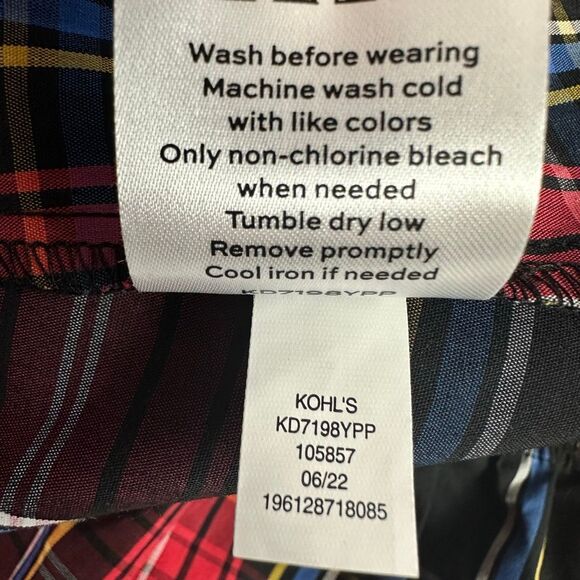 Wash before wearing
Machine wash cold
with like colors
Only non-chlorine bleach
when needed
Tumble dry low
Remove promptly
Cool iron if needed
KD7198YPP
KOHL'S
KD7198YPP
105857
06/22
196128718085